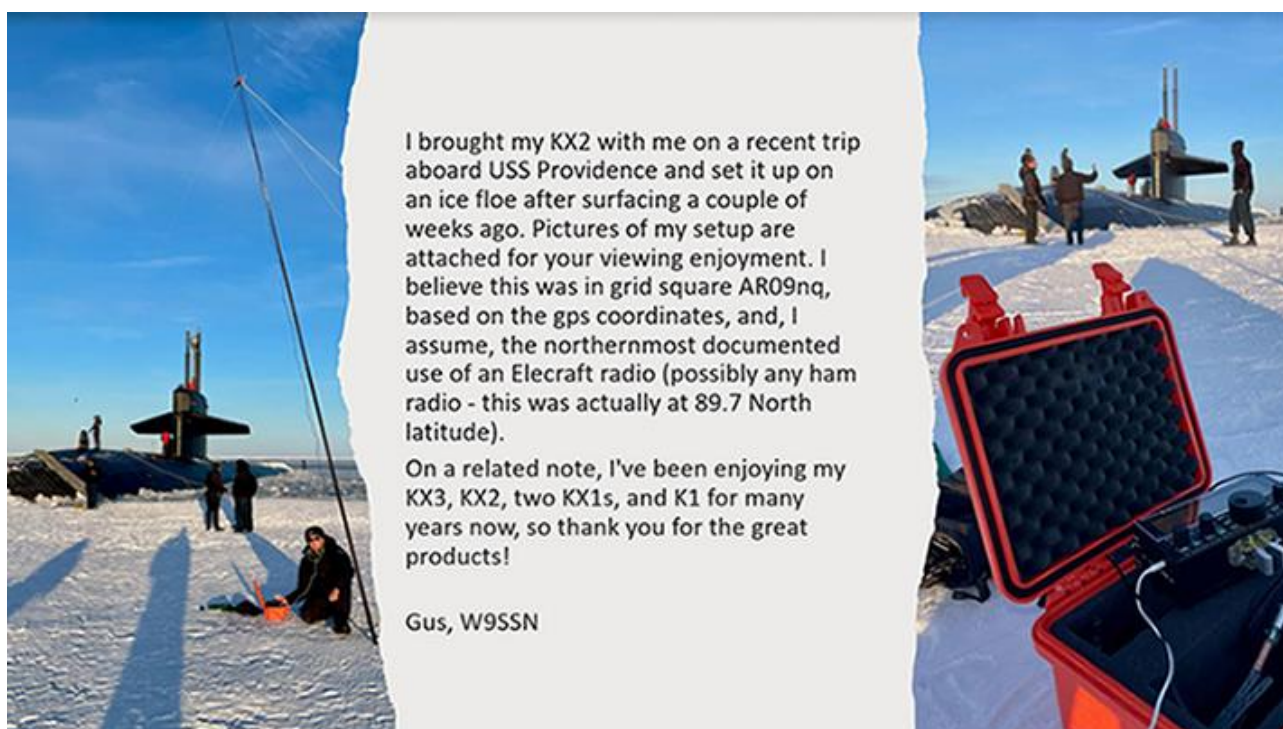 I brought my KX2 with me on a recent trip
aboard USS Providence and set it up on
an ice floe after surfacing a couple of
weeks ago. Pictures of my setup are
attached for your viewing enjoyment. I
believe this was in grid square AR09nq,
based on the gps coordinates, and, I
assume, the northernmost documented
use of an Elecraft radio (possibly any ham
radio - this was actually at 89.7 North
latitude).
On a related note, I've been enjoying my
KX3, KX2, two KX1s, and K1 for many
years now, so thank you for the great
products!
Gus, W9SSN